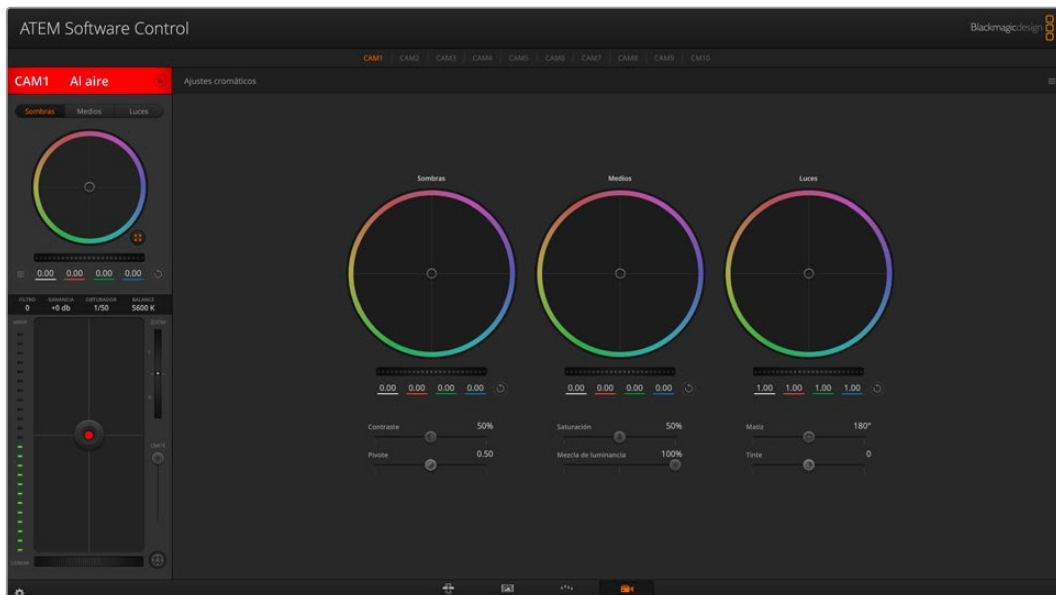 ATEM Software Control
Blackmagicdesign
CAM1 CAM2 CAM3 CAM4 CAM5 CAM6 CAM7 CAM8 CAM9 CM10
CAM1 Al aire
Ajustes cromáticos
Sombras Medios Luces
0.00 0.00 0.00 0.00
FILTRO GANANCIA OBTURADOR BALANCE
0 +0 db 1/50 5600 K
ABRIR
ZOOM
T
W
LÍMITE
CERRAR
Sombras Medios Luces
0.00 0.00 0.00 0.00
0.00 0.00 0.00 0.00
1.00 1.00 1.00 1.00
Contraste 50%
Pivote 0.50
Saturación 50%
Mezcla de luminancia 100%
Matiz 180°
Tinte 0